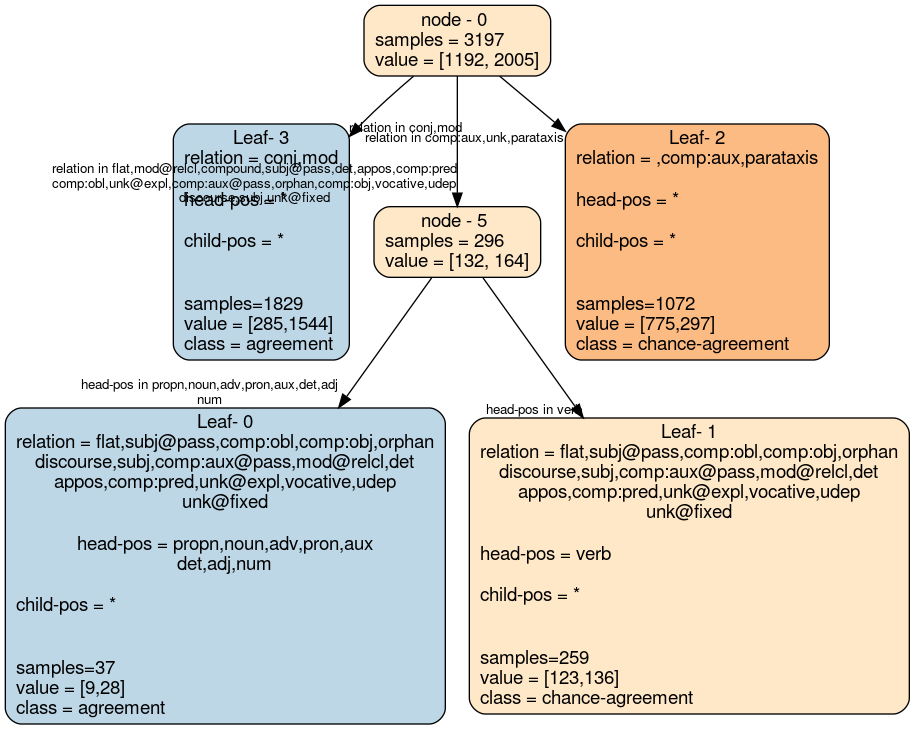 node - 0
samples = 3197
value = [1192, 2005]
relation in conj,mod
relation in comp:aux,unk,parataxis
relation in flat,mod@relcl,compound,subj@pass,det,appos,comp:pred
comp:obl,unk@expl,comp:aux@pass,orphan,comp:obj,vocative,udep
discourse,subj,unk@fixed
Leaf- 3
relation = conj,mod
head-pos = *
child-pos = *
samples=1829
value = [285,1544]
class = agreement
Leaf- 2
relation = ,comp:aux,parataxis
head-pos = *
child-pos = *
samples=1072
value = [775,297]
class = chance-agreement
node - 5
samples = 296
value = [132, 164]
head-pos in propn,noun,adv,pron,aux,det,adj
num
head-pos in verb
Leaf- 0
relation = flat,subj@pass,comp:obl,comp:obj,orphan
discourse,subj,comp:aux@pass,mod@relcl,det
appos,comp:pred,unk@expl,vocative,udep
unk@fixed
head-pos = propn,noun,adv,pron,aux
det,adj,num
child-pos = *
samples=37
value = [9,28]
class = agreement
Leaf- 1
relation = flat,subj@pass,comp:obl,comp:obj,orphan
discourse,subj,comp:aux@pass,mod@relcl,det
appos,comp:pred,unk@expl,vocative,udep
unk@fixed
head-pos = verb
child-pos = *
samples=259
value = [123,136]
class = chance-agreement